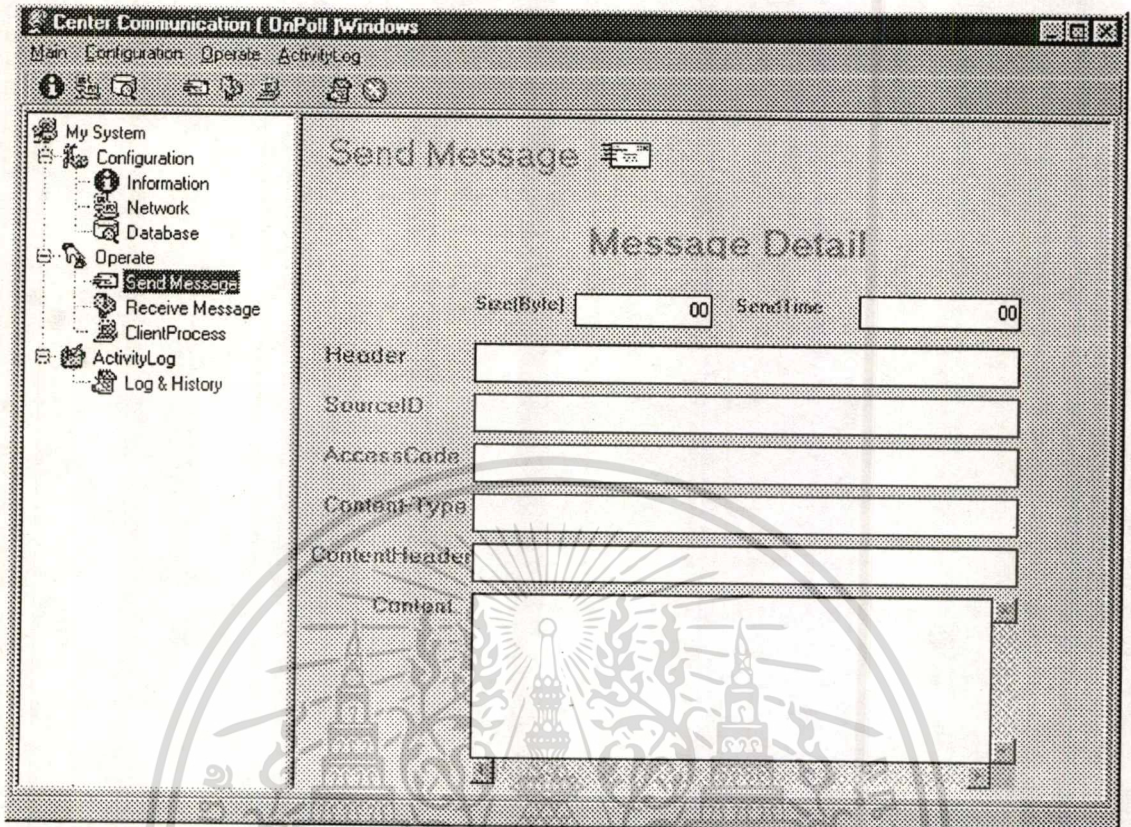 Center Communication [ OnPoll ]Windows
Main Configuration Operate ActivityLog
My System
Configuration
Information
Network
Database
Operate
Send Message
Receive Message
ClientProcess
ActivityLog
Log & History
Send Message
Message Detail
Size(Byte) 00 SendTime 00
Header
SourceID
AccessCode
Content-Type
ContentHeader
Content